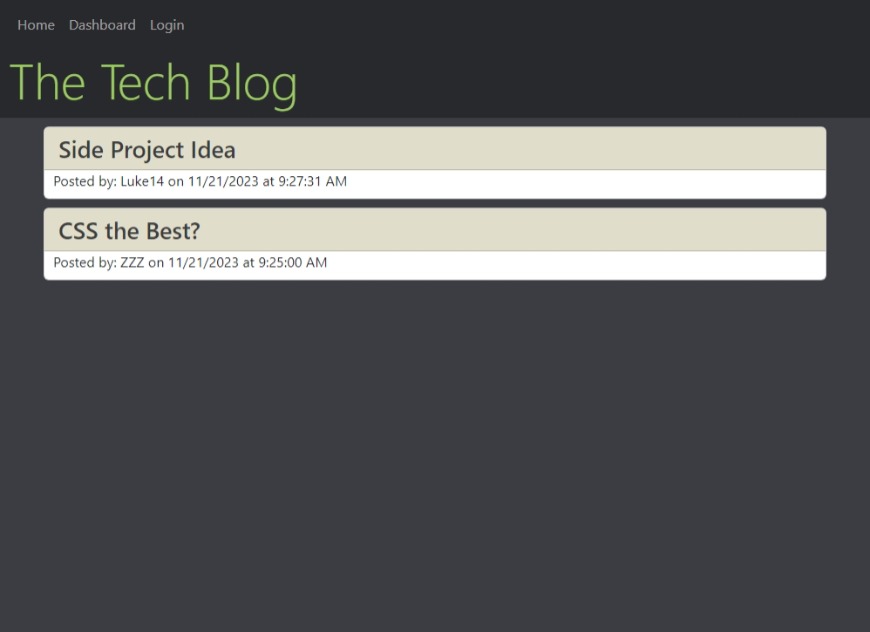 Home Dashboard Login
The Tech Blog
Side Project Idea
Posted by: Luke14 on 11/21/2023 at 9:27:31 AM
CSS the Best?
Posted by: ZZZ on 11/21/2023 at 9:25:00 AM